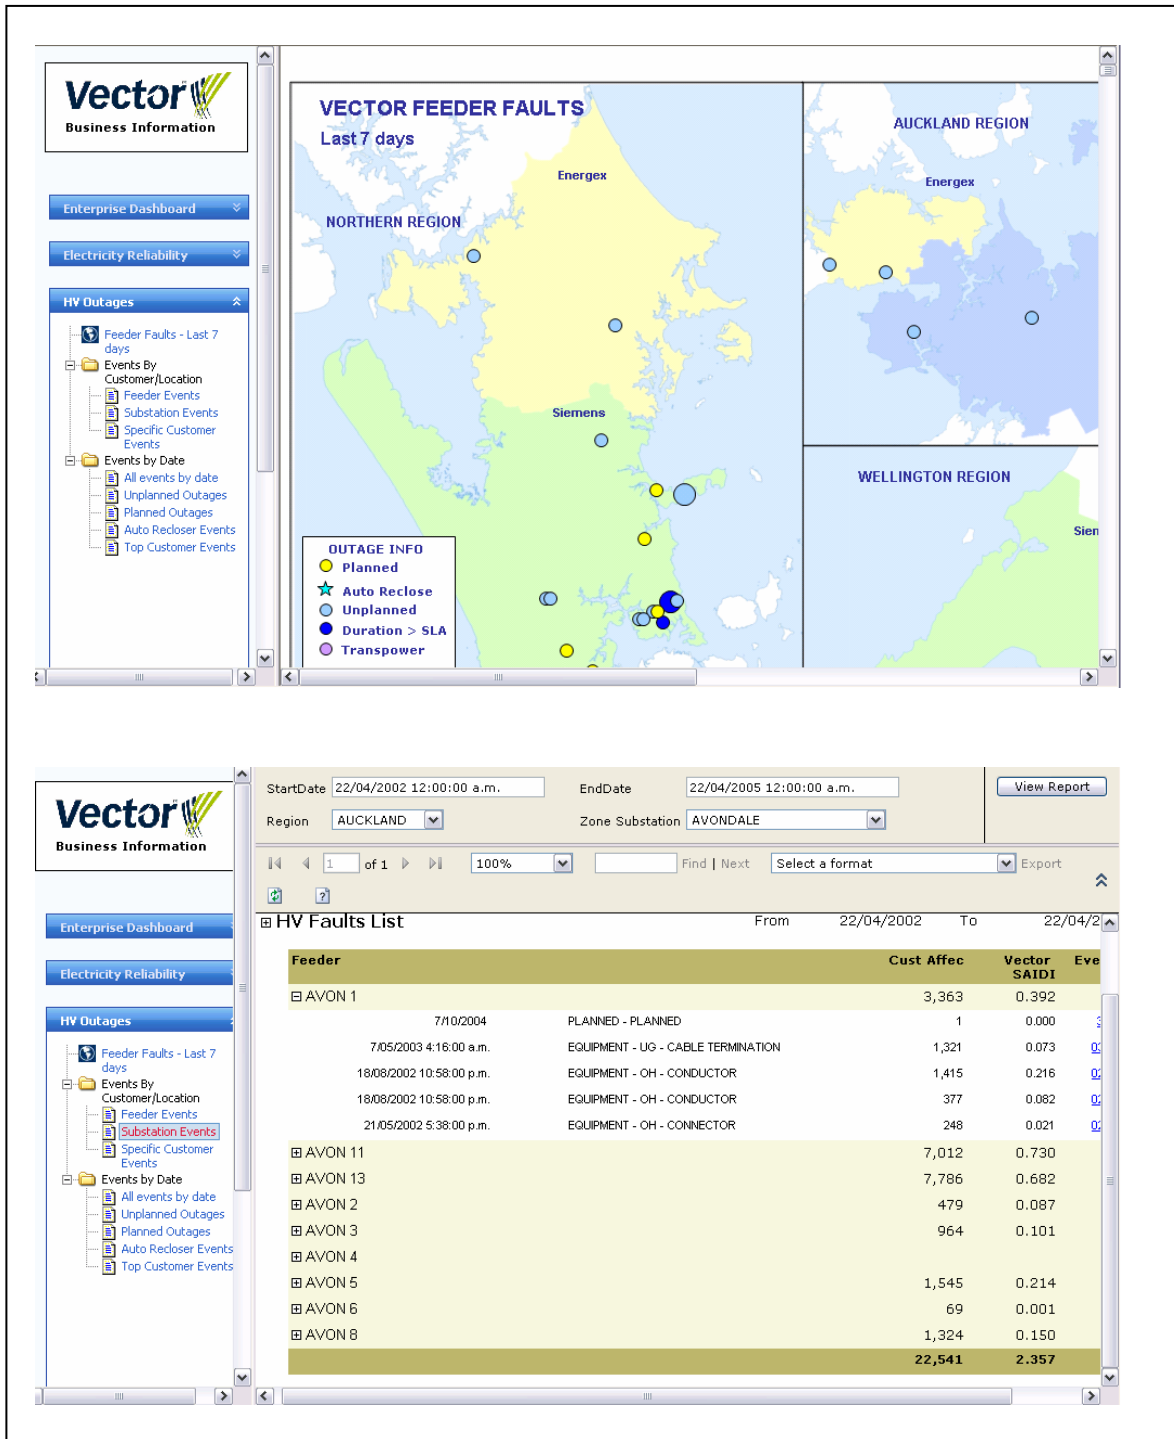 Vector
Business Information
Enterprise Dashboard
Electricity Reliability
HV Outages
Feeder Faults - Last 7
days
Events By
Customer/Location
Feeder Events
Substation Events
Specific Customer
Events
Events by Date
All events by date
Unplanned Outages
Planned Outages
Auto Recloser Events
Top Customer Events
VECTOR FEEDER FAULTS
Last 7 days
Energex
NORTHERN REGION
Siemens
OUTAGE INFO
Planned
Auto Reclose
Unplanned
Duration > SLA
Transpower
AUCKLAND REGION
Energex
WELLINGTON REGION
Sien
Vector
Business Information
Enterprise Dashboard
Electricity Reliability
HV Outages
Feeder Faults - Last 7
days
Events By
Customer/Location
Feeder Events
Substation Events
Specific Customer
Events
Events by Date
All events by date
Unplanned Outages
Planned Outages
Auto Recloser Events
Top Customer Events
StartDate 22/04/2002 12:00:00 a.m. EndDate 22/04/2005 12:00:00 a.m. View Report
Region AUCKLAND Zone Substation AVONDALE
1 of 1 100% Find | Next Select a format Export
HV Faults List From 22/04/2002 To 22/04/2
Feeder Cust Affec Vector SAIDI Eve
AVON 1 3,363 0.392
7/10/2004 PLANNED - PLANNED 1 0.000 3
7/05/2003 4:16:00 a.m. EQUIPMENT - UG - CABLE TERMINATION 1,321 0.073 03
18/08/2002 10:58:00 p.m. EQUIPMENT - OH - CONDUCTOR 1,415 0.216 02
18/08/2002 10:58:00 p.m. EQUIPMENT - OH - CONDUCTOR 377 0.082 02
21/05/2002 5:38:00 p.m. EQUIPMENT - OH - CONNECTOR 248 0.021 02
AVON 11 7,012 0.730
AVON 13 7,786 0.682
AVON 2 479 0.087
AVON 3 964 0.101
AVON 4
AVON 5 1,545 0.214
AVON 6 69 0.001
AVON 8 1,324 0.150
22,541 2.357